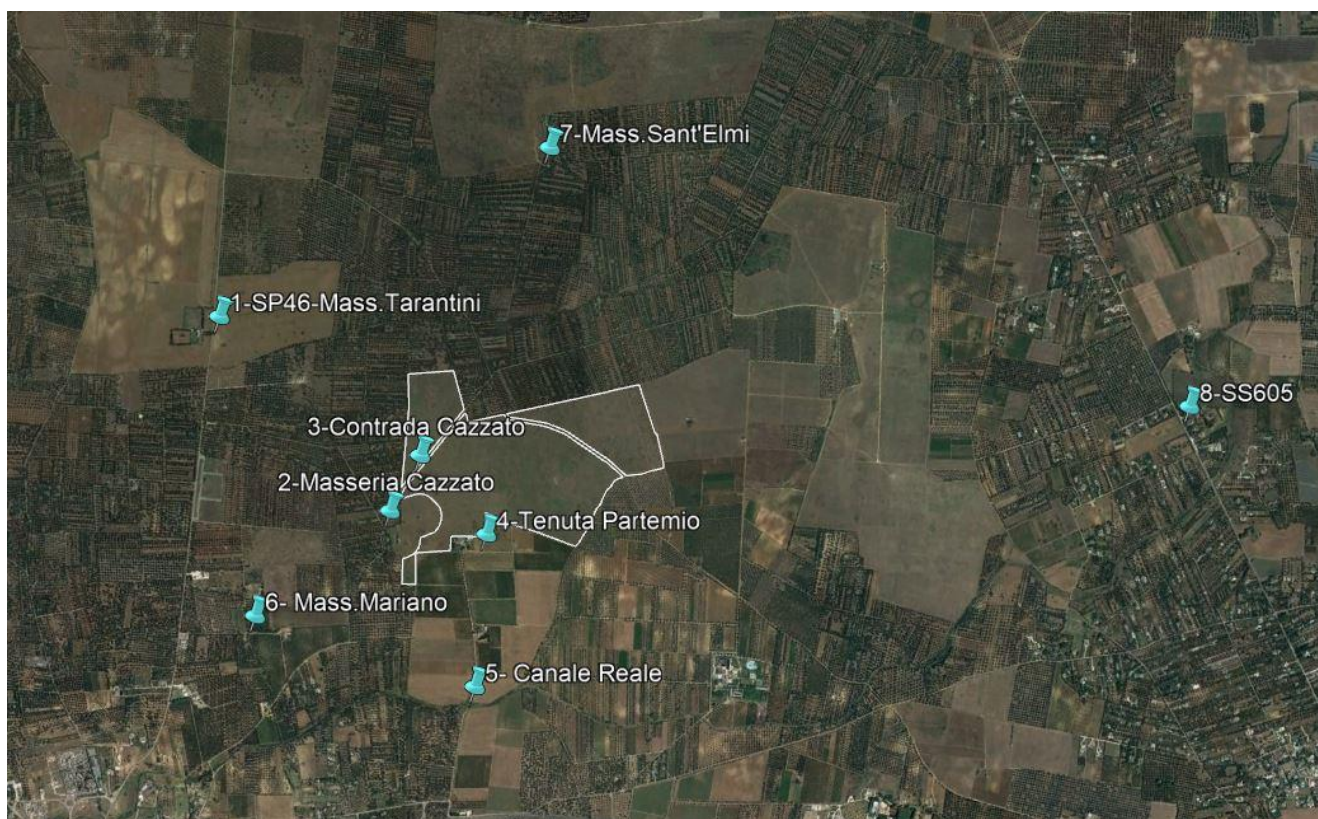 7-Mass.Sant'Elmi
1-SP46-Mass.Tarantini
8-SS605
3-Contrada Cazzato
2-Masseria Cazzato
4-Tenuta Partemio
6- Mass.Mariano
5- Canale Reale